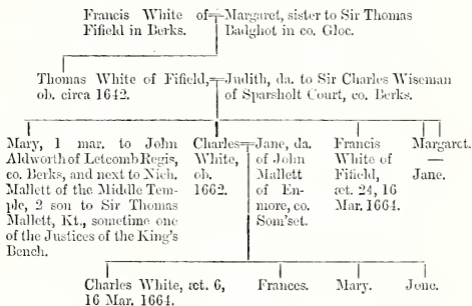 Francis White of Fifield in Berks.
Margaret, sister to Sir Thomas Badghot in co. Gloc.
Thomas White of Fifield, ob. circa 1642.
Judith, da. to Sir Charles Wiseman of Sparsholt Court, co. Berks.
Mary, 1 mar. to John
Aldworth of Letcomb Regis,
co. Berks, and next to Nich.
Mallett of the Middle Tem-
ple, 2 son to Sir Thomas
Mallett, Kt., sometime one
of the Justices of the King's
Bench.
Charles
White,
ob.
1662.
Jane, da.
of John
Mallett
of En-
more, co.
Som'set.
Francis
White of
Fifield,
æt. 24, 16
Mar. 1664.
Margaret.
—
Jane.
Charles White, æt. 6,
16 Mar. 1664.
Frances.
Mary.
Jone.